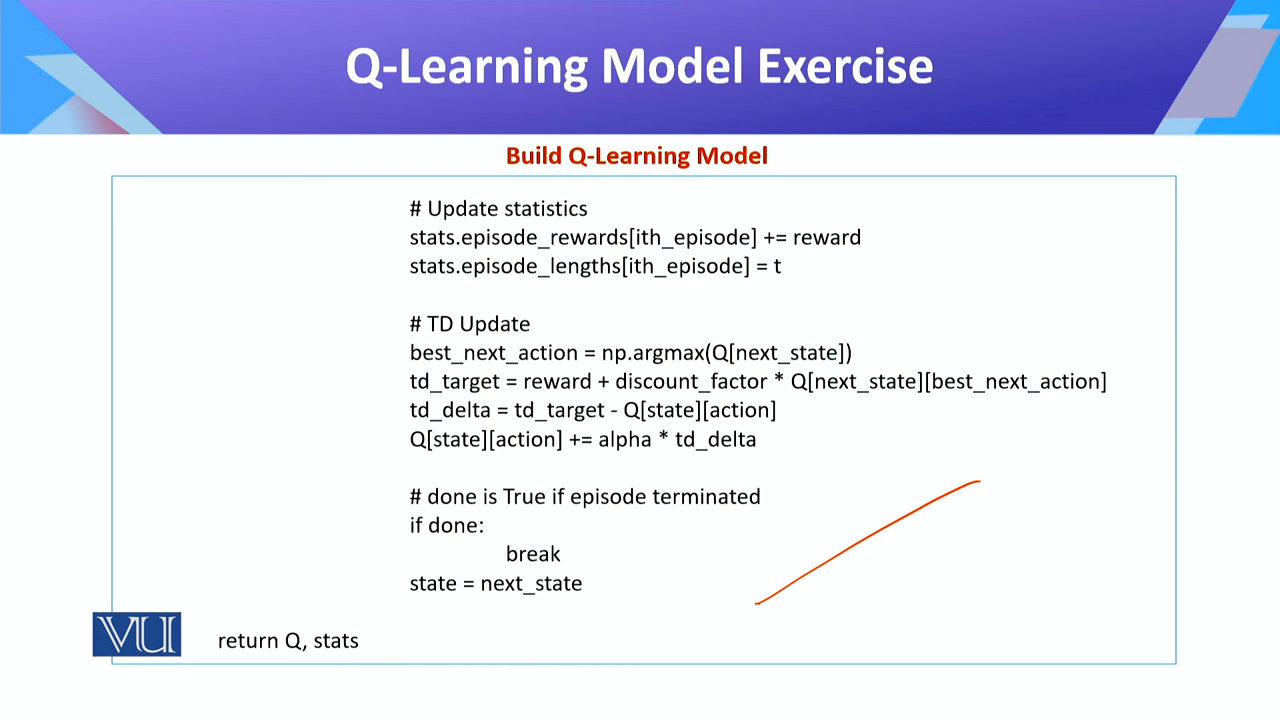 Q-Learning Model Exercise
Build Q-Learning Model
# Update statistics
stats.episode_rewards[ith_episode] += reward
stats.episode_lengths[ith_episode] = t
# TD Update
best_next_action = np.argmax(Q[next_state])
td_target = reward + discount_factor * Q[next_state][best_next_action]
td_delta = td_target - Q[state][action]
Q[state][action] += alpha * td_delta
# done is True if episode terminated
if done:
break
state = next_state
VU
return Q, stats